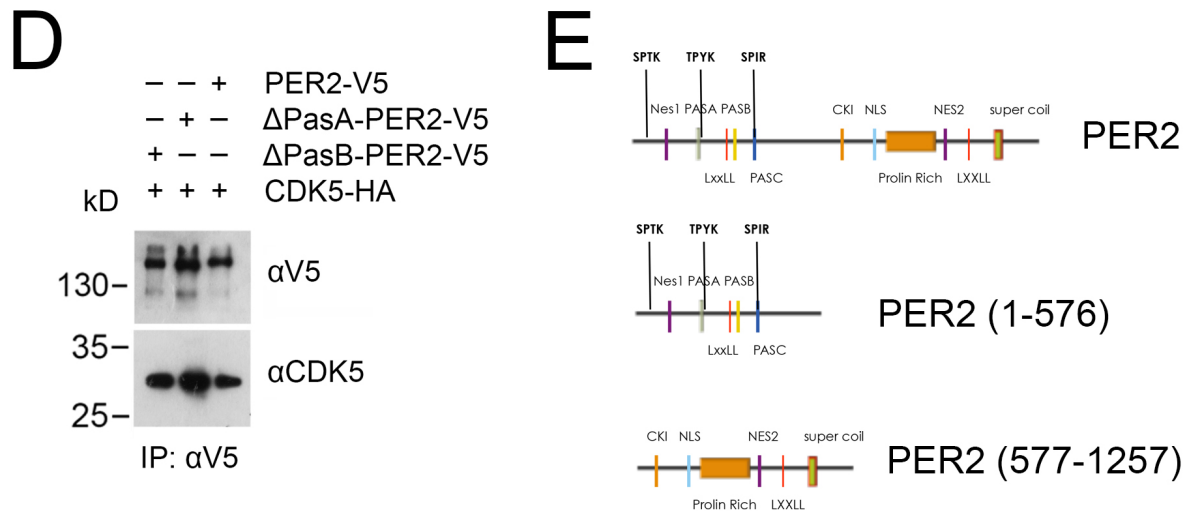 D
− − + PER2-V5
− + − ΔPasA-PER2-V5
+ − − ΔPasB-PER2-V5
+ + + CDK5-HA
kD
130−
αV5
35−
αCDK5
25−
IP: αV5
E
SPTK TPYK SPIR
Nes1 PASA PASB CKI NLS NES2 super coil
PER2
LxxLL PASC Prolin Rich LXXLL
SPTK TPYK SPIR
Nes1 PASA PASB
PER2 (1-576)
LxxLL PASC
CKI NLS NES2 super coil
PER2 (577-1257)
Prolin Rich LXXLL